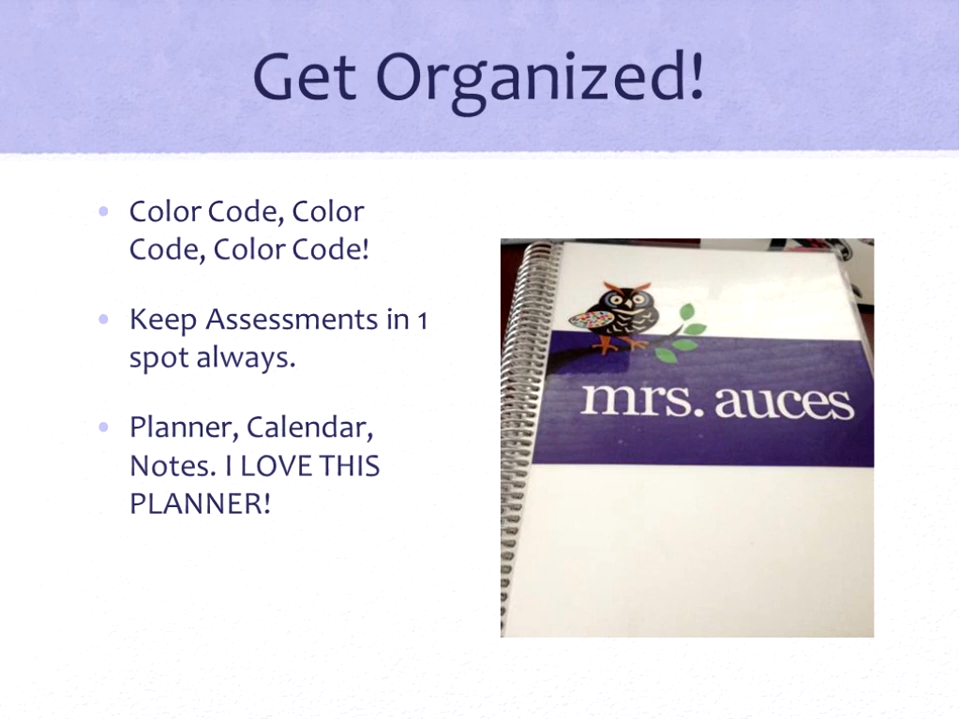 Get Organized!
• Color Code, Color
Code, Color Code!
• Keep Assessments in 1
spot always.
• Planner, Calendar,
Notes. I LOVE THIS
PLANNER!
mrs. auces